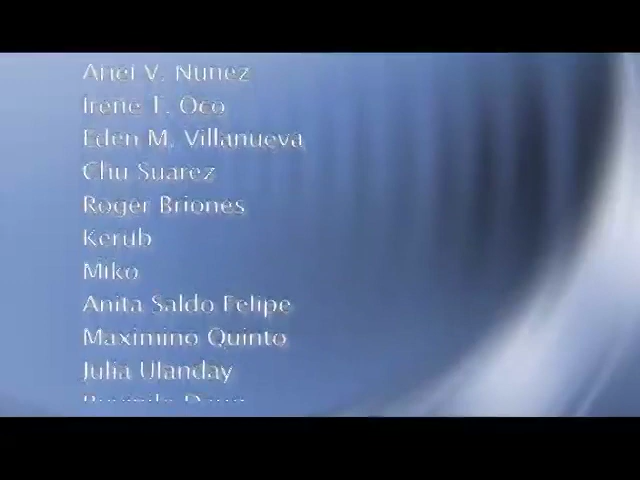 Ariel V. Nunez
Irene T. Oco
Eden M. Villanueva
Chu Suarez
Roger Briones
Kerub
Miko
Anita Saldo Felipe
Maximino Quinto
Julia Ulanday